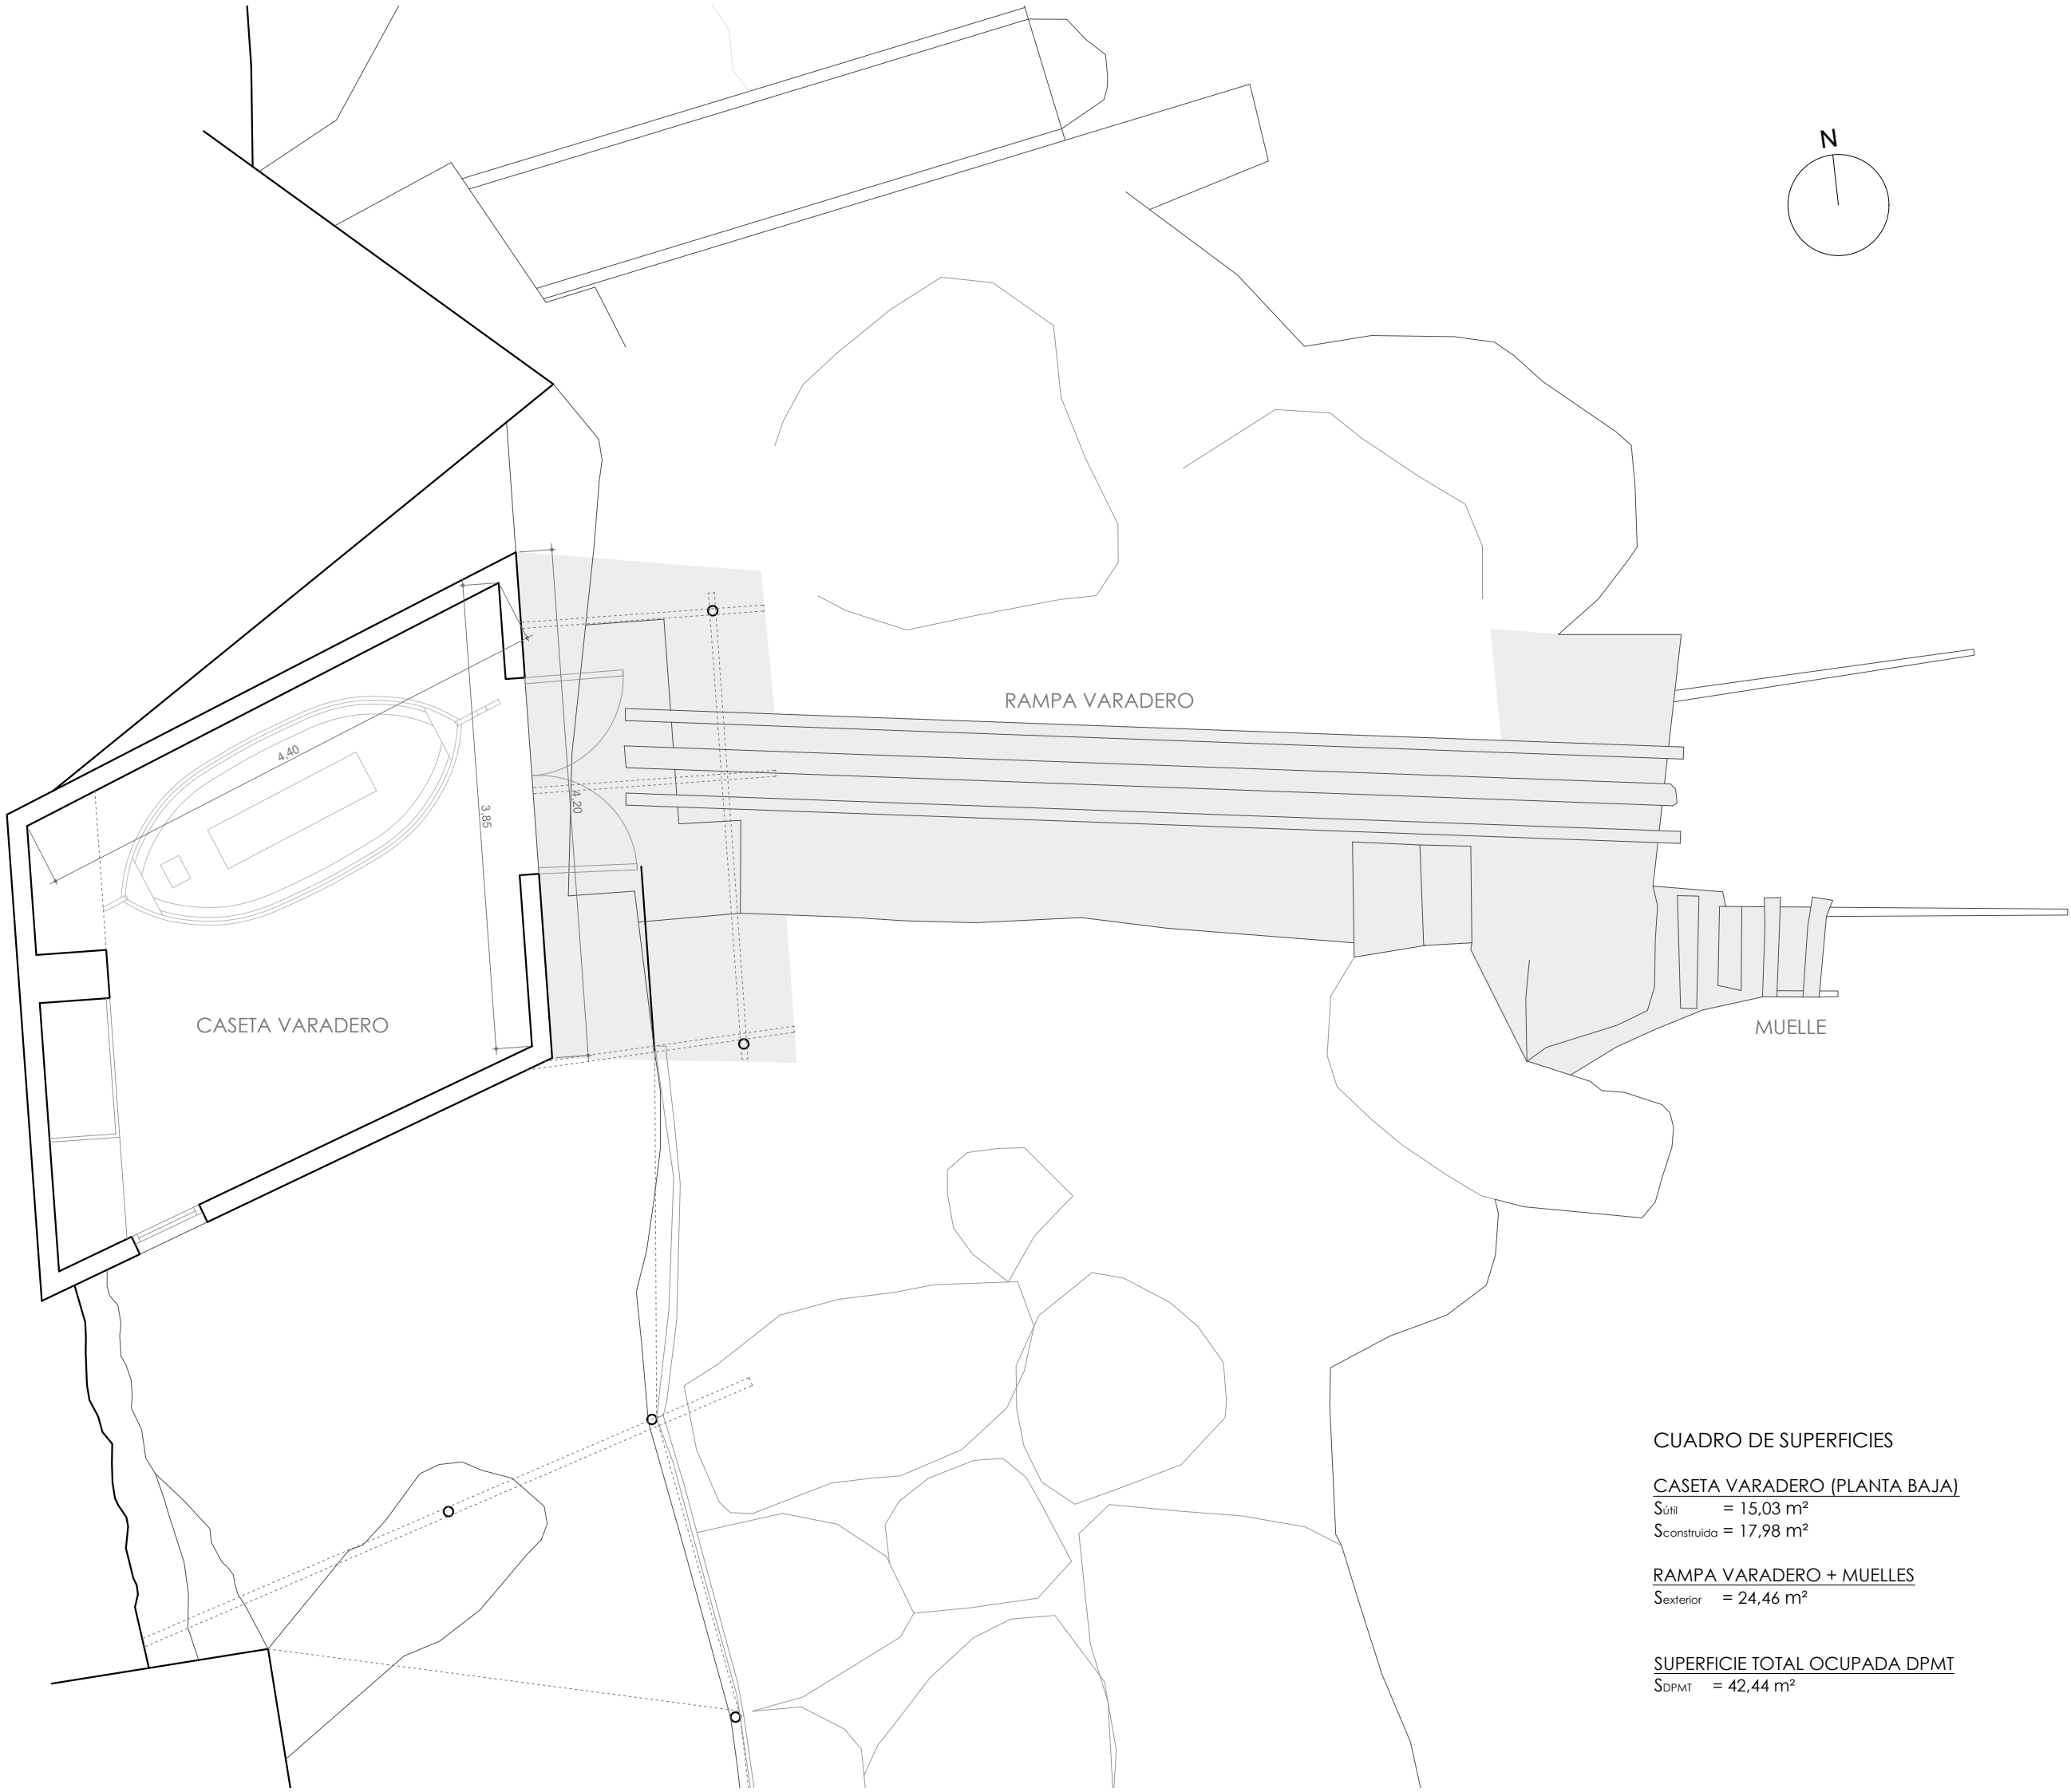 N
RAMPA VARADERO
4,40
3,85
4,20
CASETA VARADERO
MUELLE
CUADRO DE SUPERFICIES
CASETA VARADERO (PLANTA BAJA)
Sútil = 15,03 m²
Sconstruida = 17,98 m²
RAMPA VARADERO + MUELLES
Sexterior = 24,46 m²
SUPERFICIE TOTAL OCUPADA DPMT
SDPMT = 42,44 m²